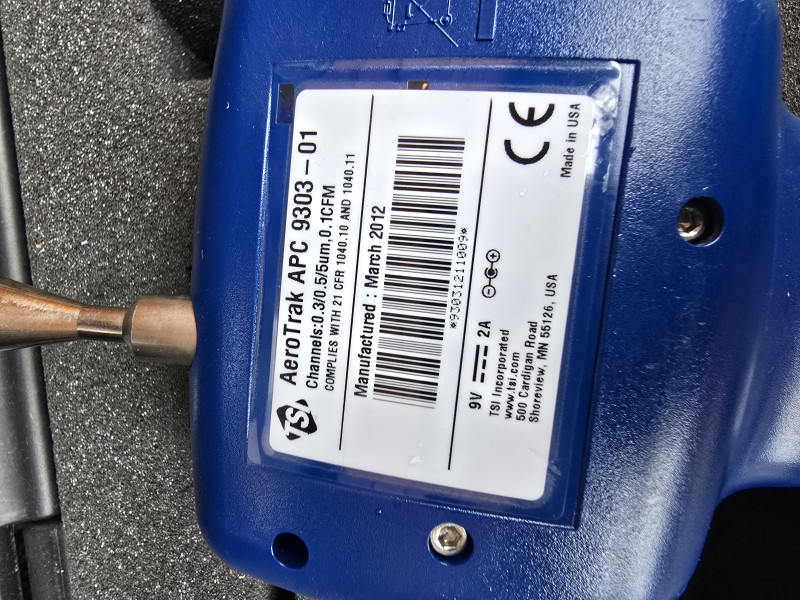 TSI AeroTrak APC 9303-01
Channels:0.3/0.5/5um,0.1CFM
COMPLIES WITH 21 CFR 1040.10 AND 1040.11
Manufactured : March 2012
*93031211009*
9V 2A
TSI Incorporated
www.tsi.com
500 Cardigan Road
Shoreview, MN 55126, USA
CE
Made in USA